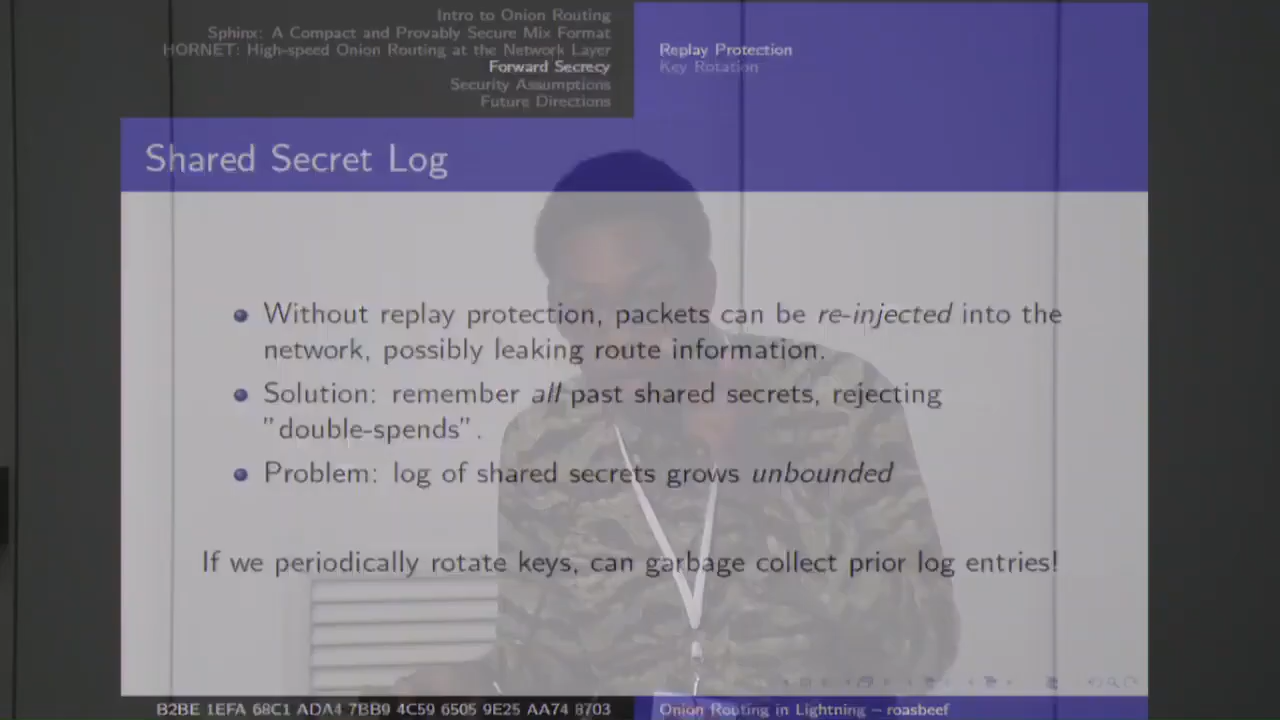 Intro to Onion Routing
Sphinx: A Compact and Provably Secure Mix Format
HORNET: High-speed Onion Routing at the Network Layer
Forward Secrecy
Security Assumptions
Future Directions
Replay Protection
Key Rotation
Shared Secret Log
Without replay protection, packets can be re-injected into the
network, possibly leaking route information.
Solution: remember all past shared secrets, rejecting
"double-spends".
Problem: log of shared secrets grows unbounded
If we periodically rotate keys, can garbage collect prior log entries!
B2BE 1EFA 68C1 ADA4 7BB9 4C59 6505 9E25 AA74 8703
Onion Routing in Lightning – roasbeef